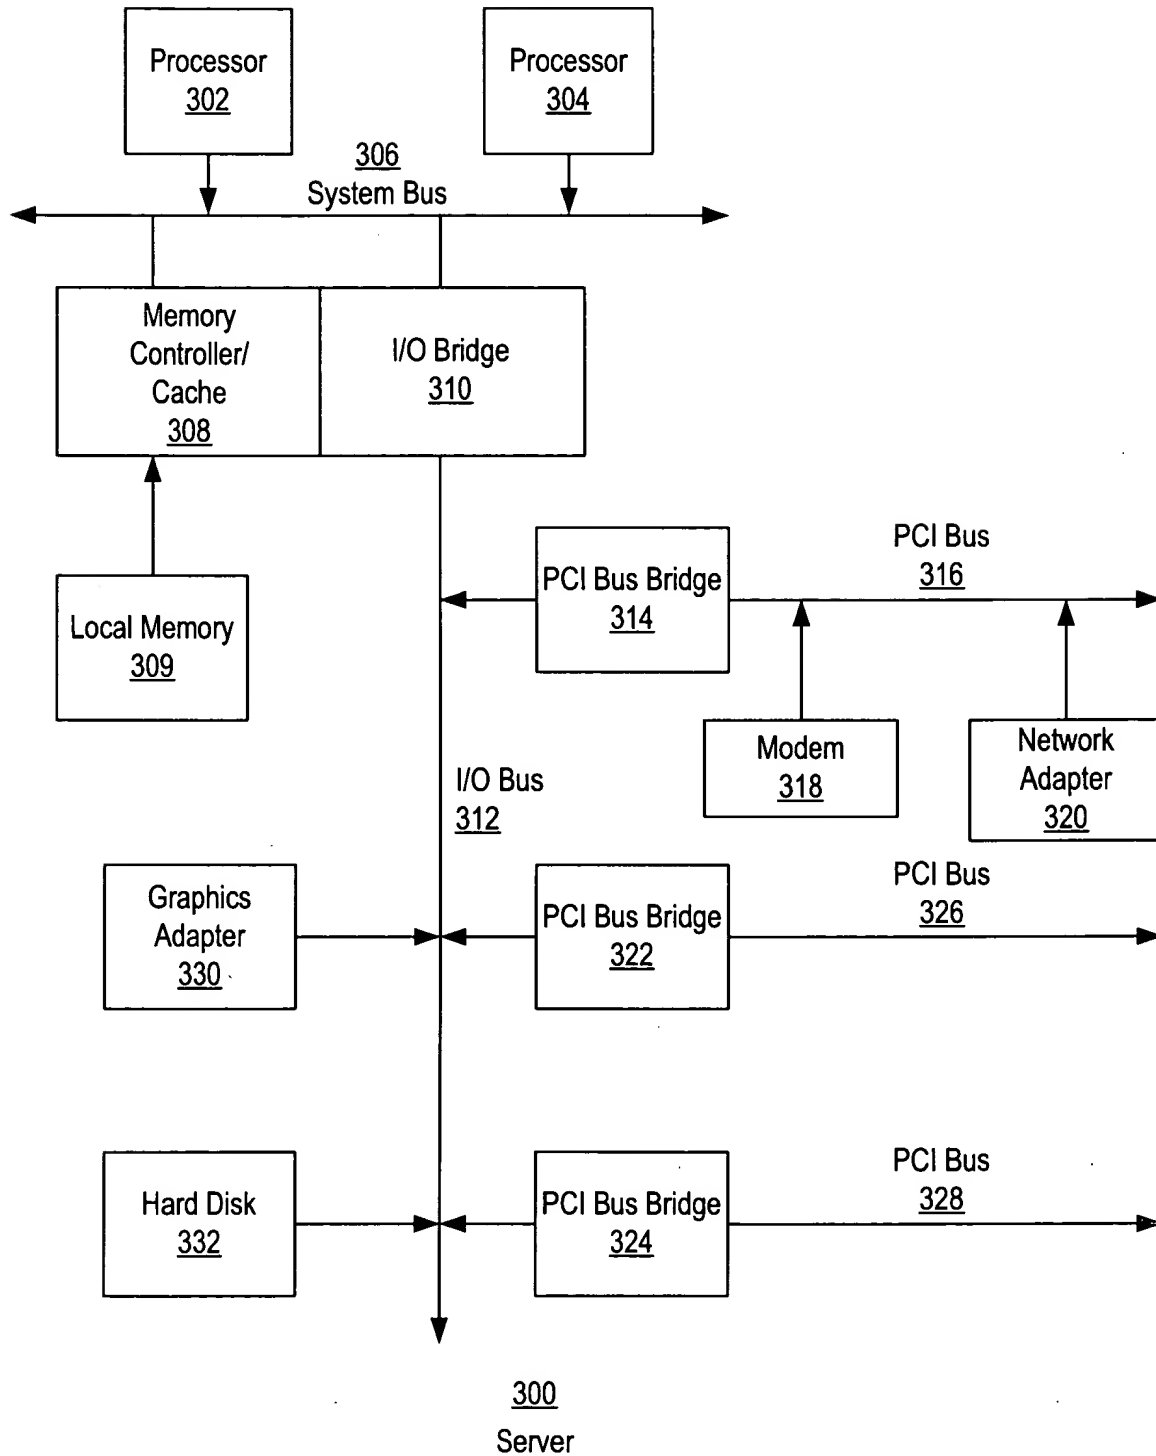 Processor
302
Processor
304
306
System Bus
Memory
Controller/
Cache
308
I/O Bridge
310
PCI Bus Bridge
314
PCI Bus
316
Local Memory
309
Modem
318
Network
Adapter
320
I/O Bus
312
Graphics
Adapter
330
PCI Bus Bridge
322
PCI Bus
326
Hard Disk
332
PCI Bus Bridge
324
PCI Bus
328
300
Server